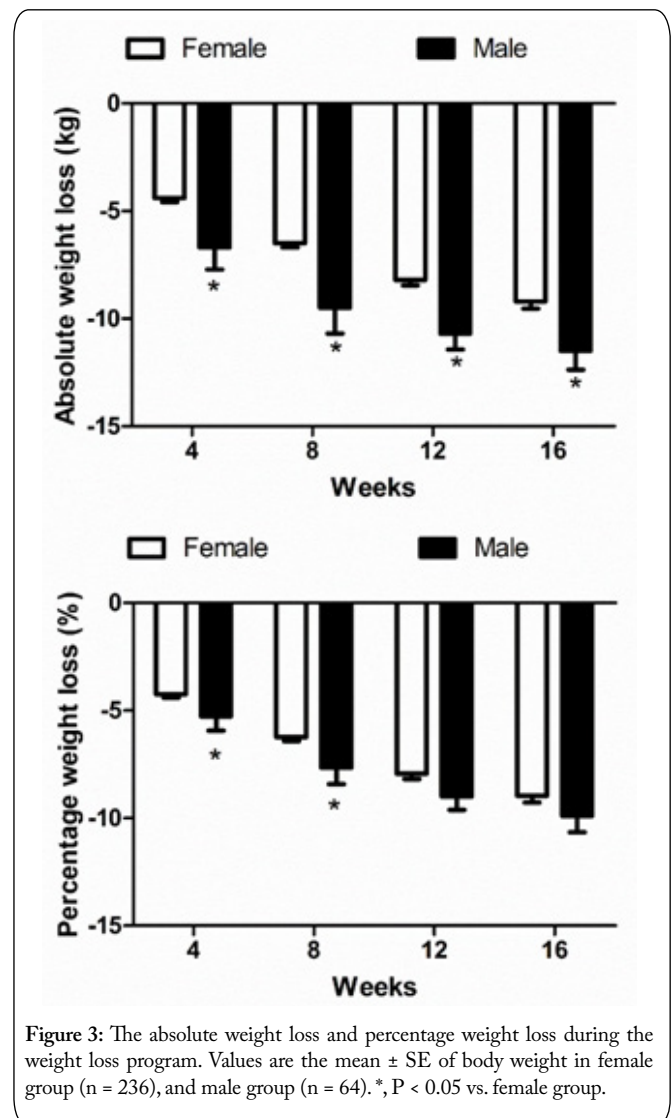 Female Male
0
-5
-10
-15
Absolute weight loss (kg)
* * * *
4 8 12 16
Weeks
Female Male
0
-5
-10
-15
Percentage weight loss (%)
* *
4 8 12 16
Weeks
Figure 3: The absolute weight loss and percentage weight loss during the
weight loss program. Values are the mean ± SE of body weight in female
group (n = 236), and male group (n = 64). *, P < 0.05 vs. female group.